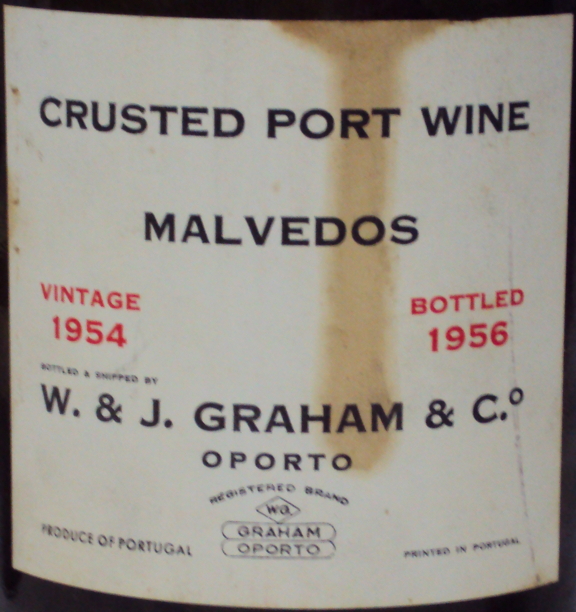 CRUSTED PORT WINE
MALVEDOS
VINTAGE
1954
BOTTLED
1956
BOTTLED & SHIPPED BY
W. & J. GRAHAM & C.º
OPORTO
REGISTERED BRAND
WG.
GRAHAM
OPORTO
PRODUCE OF PORTUGAL
PRINTED IN PORTUGAL